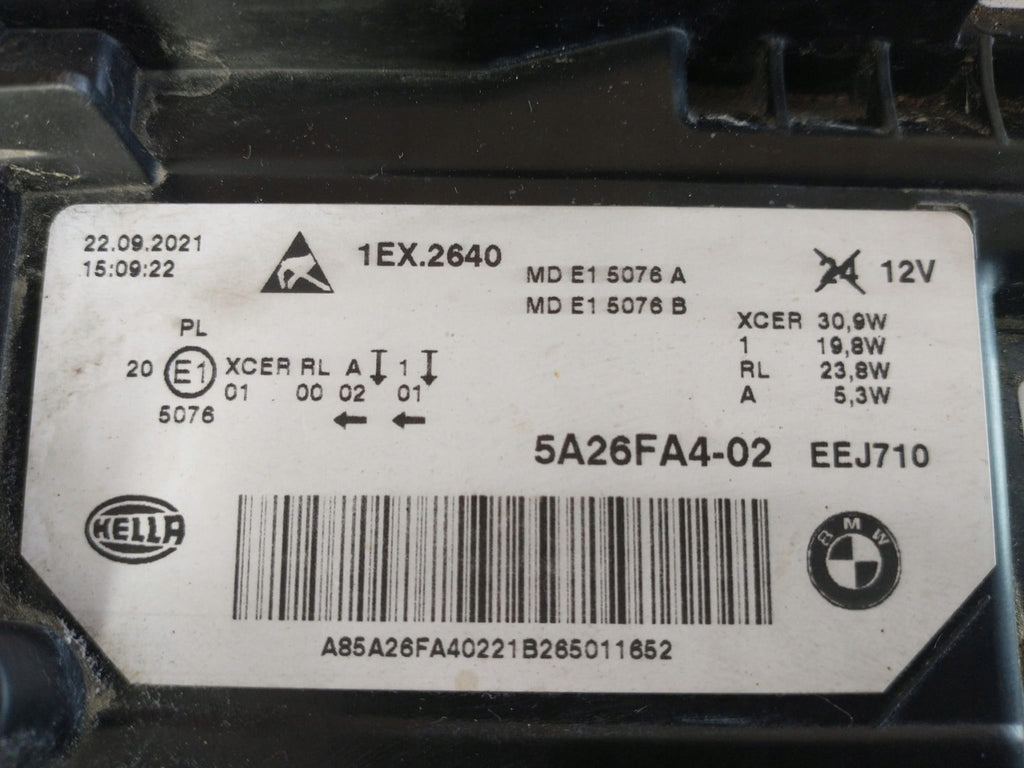 22.09.2021
15:09:22
1EX.2640
MD E1 5076 A
MD E1 5076 B
24 12V
XCER 30,9W
1 19,8W
RL 23,8W
A 5,3W
PL
20 E1 XCER RL A 1
01 00 02 01
5076
5A26FA4-02 EEJ710
HELLA
BMW
A85A26FA40221B265011652